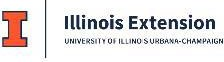 I
Illinois Extension
UNIVERSITY OF ILLINOIS URBANA-CHAMPAIGN